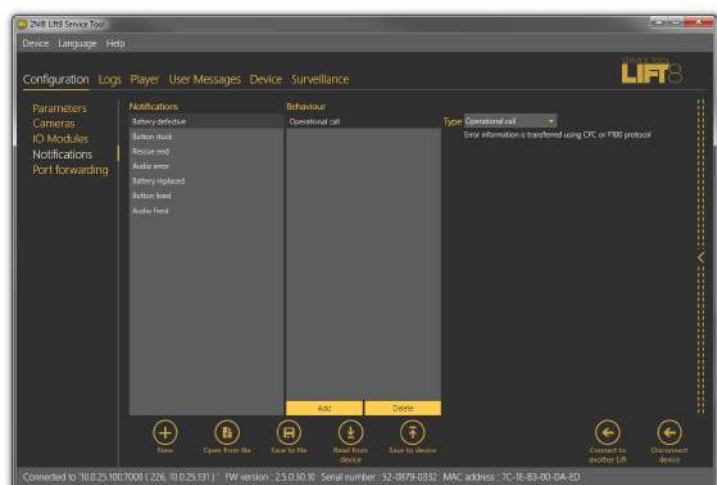 2N® Lift8 Service Tool
Device Language Help
Configuration Logs Player User Messages Device Surveillance
SERVICE TOOL
LIFT8
Parameters
Cameras
IO Modules
Notifications
Port forwarding
Notifications
Battery defective
Button stuck
Rescue end
Audio error
Battery replaced
Button fixed
Audio fixed
Behaviour
Operational call
Add Delete
Type Operational call
Error information is transferred using CPC or P100 protocol
New
Open from file
Save to file
Read from
device
Save to device
Connect to
another Lift
Disconnect
device
Connected to '10.0.25.100:7008 ( 226, 10.0.25.131 ) ' FW version : 2.5.0.30.10 Serial number : 52-0879-0332 MAC address : 7C-1E-B3-00-DA-ED